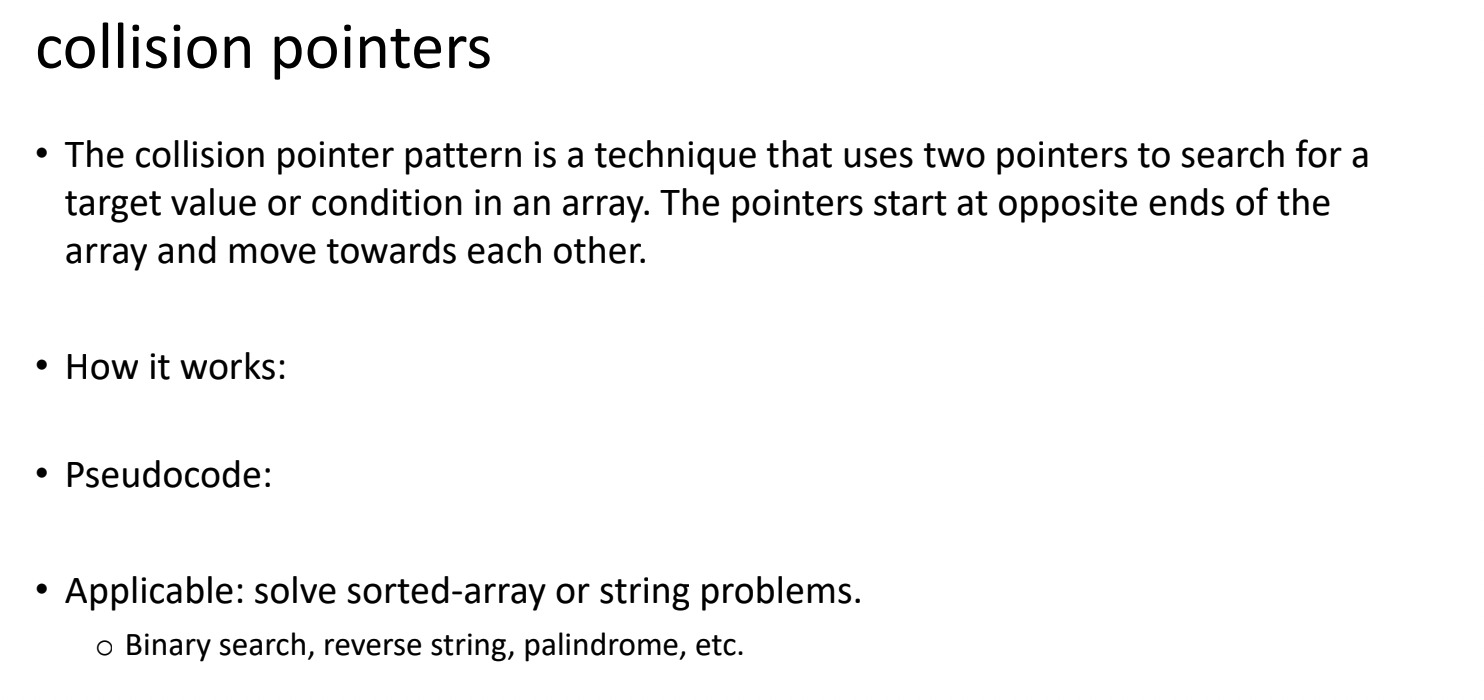 collision pointers
• The collision pointer pattern is a technique that uses two pointers to search for a
target value or condition in an array. The pointers start at opposite ends of the
array and move towards each other.
• How it works:
• Pseudocode:
• Applicable: solve sorted-array or string problems.
o Binary search, reverse string, palindrome, etc.